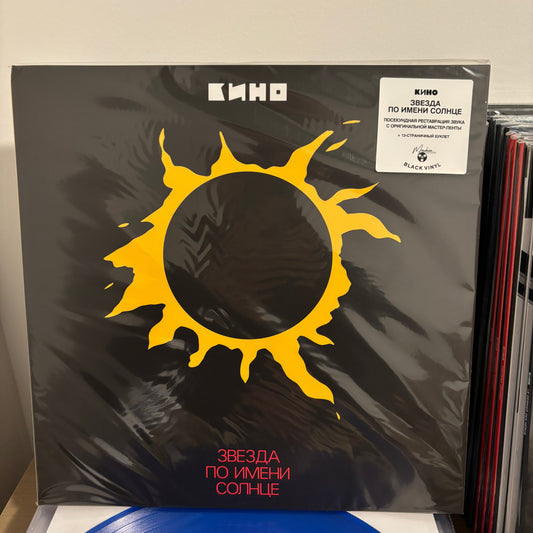 КИНО
КИНО
ЗВЕЗДА
ПО ИМЕНИ СОЛНЦЕ
ПОСЕКУНДНАЯ РЕСТАВРАЦИЯ ЗВУКА
С ОРИГИНАЛЬНОЙ МАСТЕР-ЛЕНТЫ
+ 12-СТРАНИЧНЫЙ БУКЛЕТ
BLACK VINYL
ЗВЕЗДА
ПО ИМЕНИ
СОЛНЦЕ